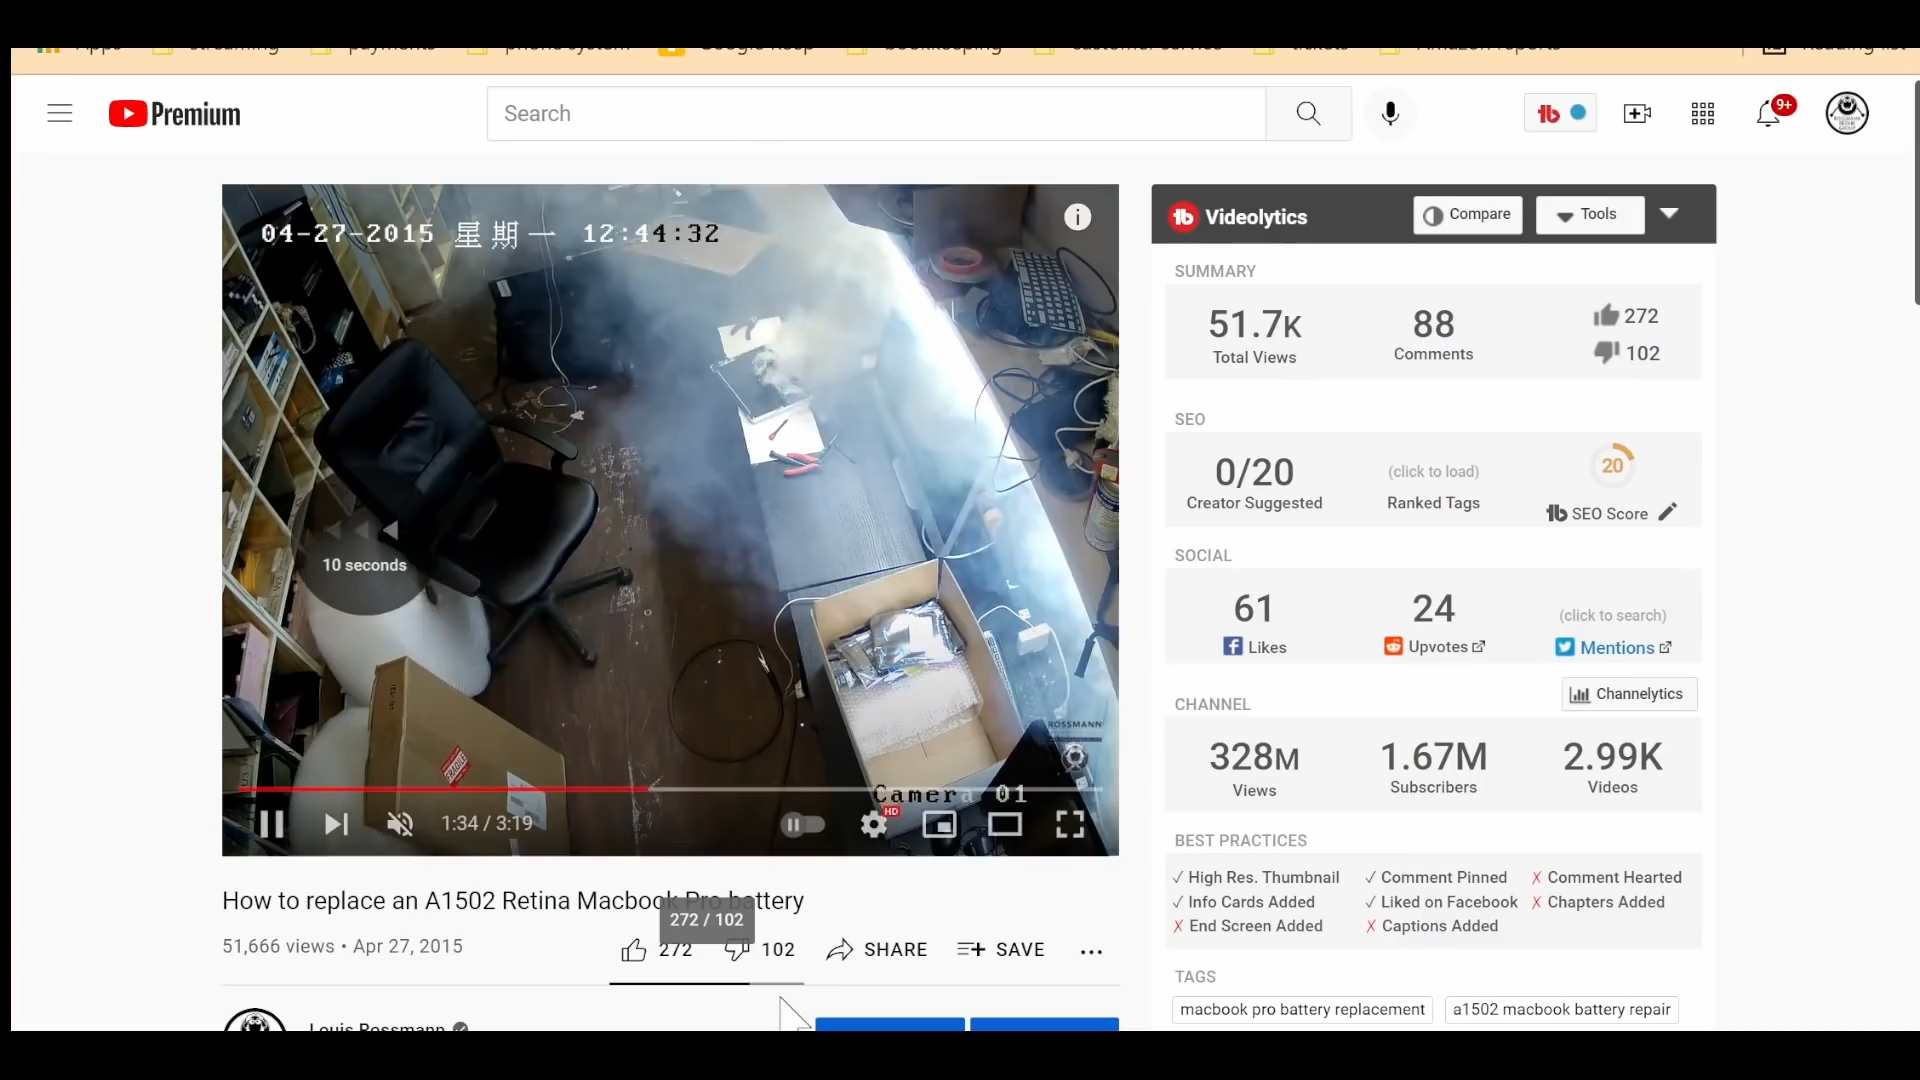 Premium
Search
9+
04-27-2015 星期一 12:44:32
10 seconds
FRAGILE
ROSSMANN
Camera 01
HD
1:34 / 3:19
How to replace an A1502 Retina Macbook Pro battery
272 / 102
51,666 views • Apr 27, 2015
272
102
SHARE
SAVE
Louis Rossmann
Videolytics
Compare
Tools
SUMMARY
51.7K
Total Views
88
Comments
272
102
SEO
0/20
Creator Suggested
(click to load)
Ranked Tags
20
SEO Score
SOCIAL
61
Likes
24
Upvotes
(click to search)
Mentions
Channelytics
CHANNEL
328M
Views
1.67M
Subscribers
2.99K
Videos
BEST PRACTICES
✓ High Res. Thumbnail ✓ Comment Pinned ✗ Comment Hearted
✓ Info Cards Added ✓ Liked on Facebook ✗ Chapters Added
✗ End Screen Added ✗ Captions Added
TAGS
macbook pro battery replacement
a1502 macbook battery repair